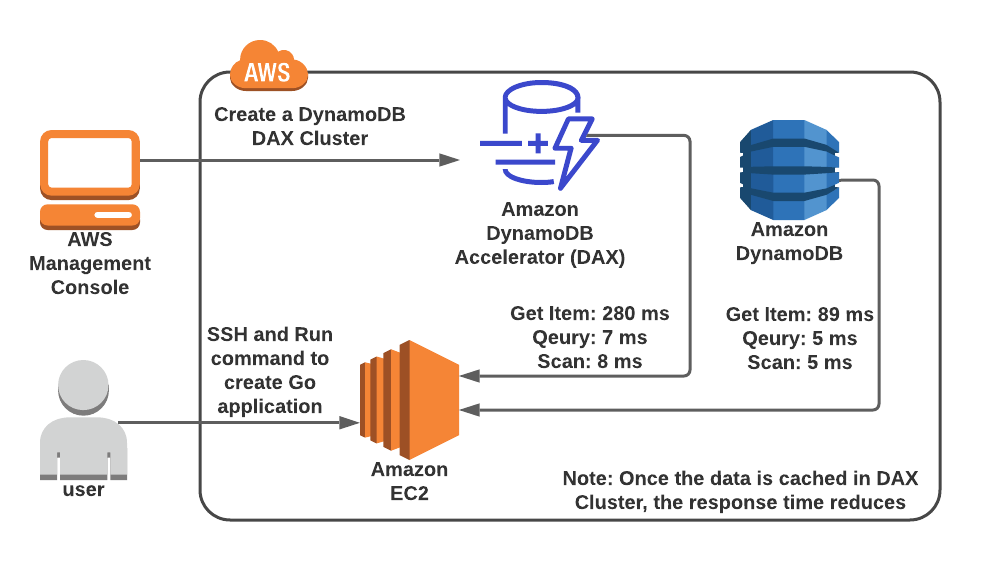 AWS
Create a DynamoDB
DAX Cluster
AWS
Management
Console
Amazon
DynamoDB
Accelerator (DAX)
Amazon
DynamoDB
Get Item: 280 ms
Qeury: 7 ms
Scan: 8 ms
Get Item: 89 ms
Qeury: 5 ms
Scan: 5 ms
SSH and Run
command to
create Go
application
user
Amazon
EC2
Note: Once the data is cached in DAX
Cluster, the response time reduces